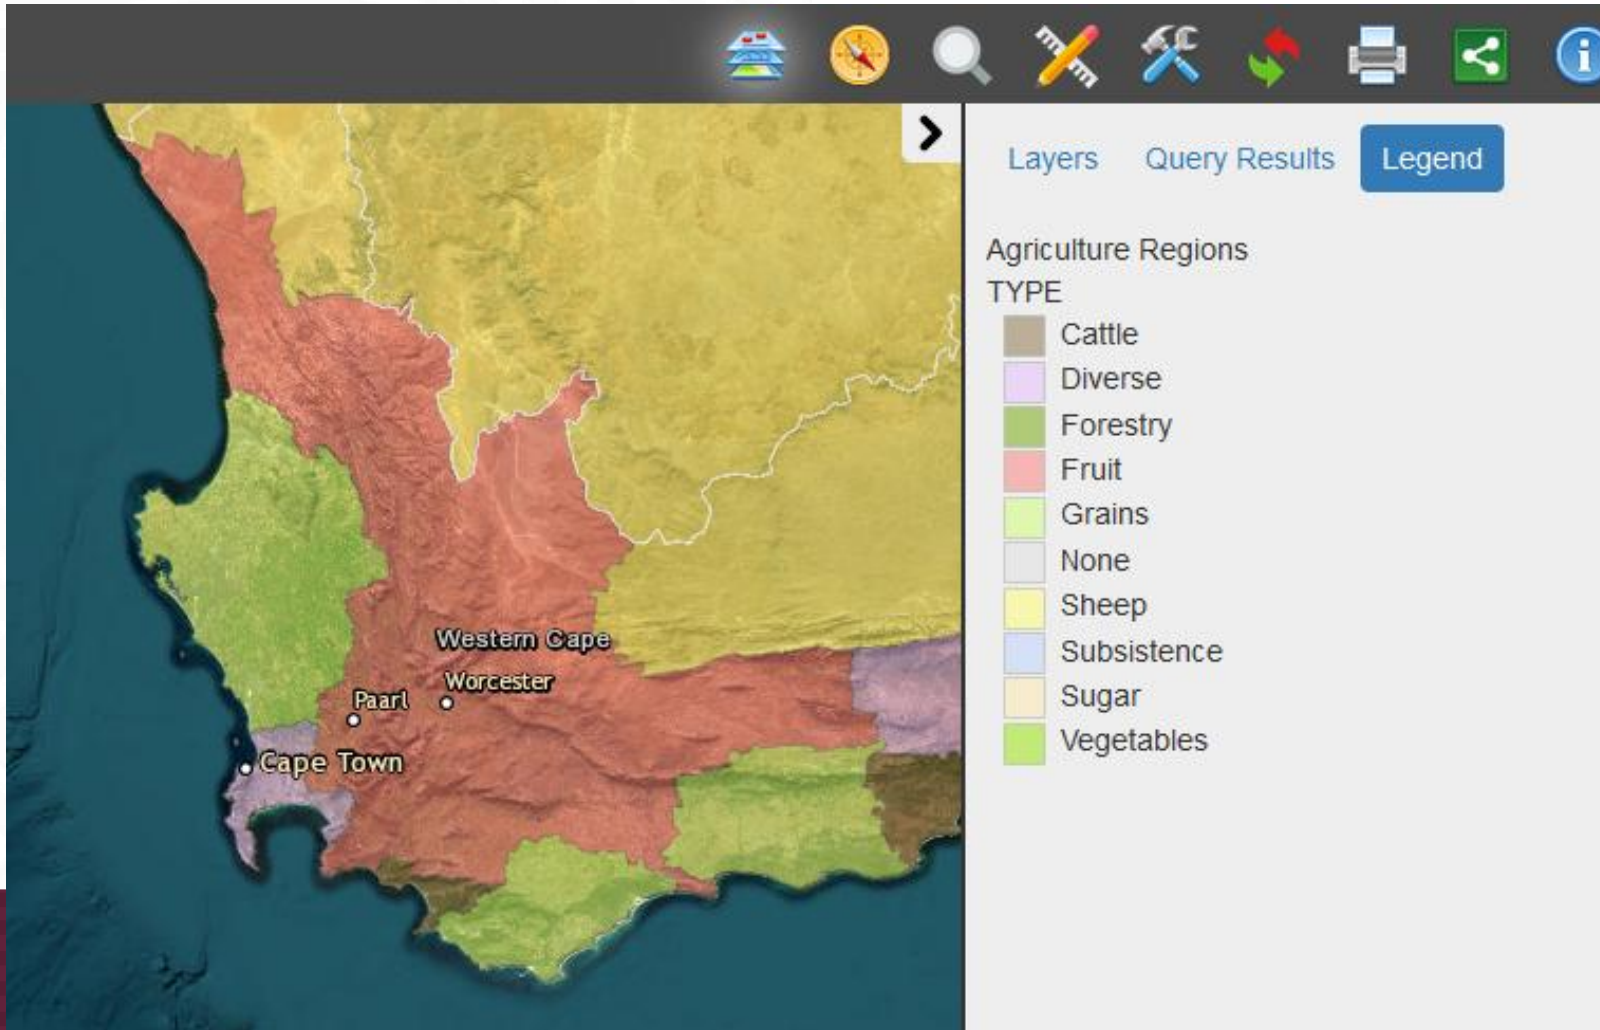 Layers Query Results Legend
Agriculture Regions
TYPE
Cattle
Diverse
Forestry
Fruit
Grains
None
Sheep
Subsistence
Sugar
Vegetables
Western Cape
Worcester
Paarl
Cape Town